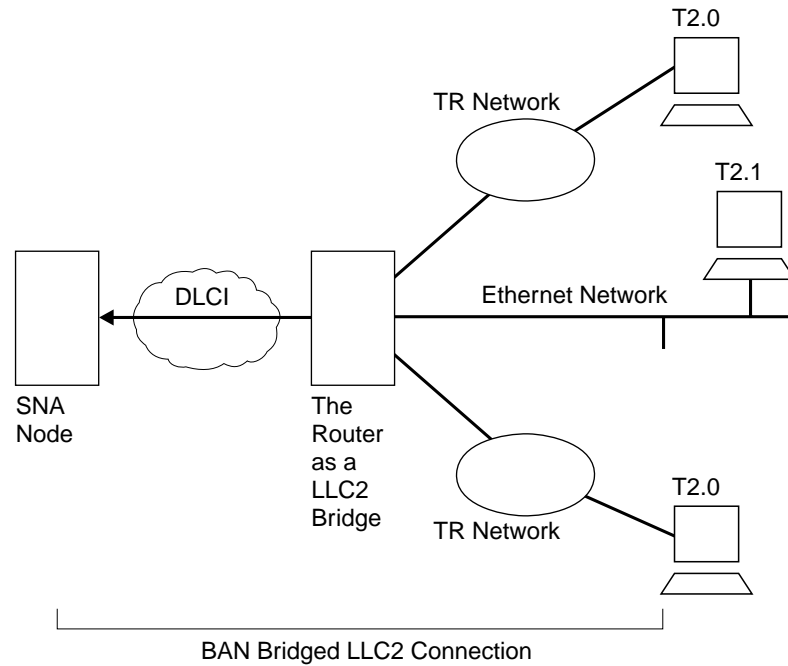 T2.0
TR Network
T2.1
DLCI
Ethernet Network
SNA
Node
The
Router
as a
LLC2
Bridge
T2.0
TR Network
BAN Bridged LLC2 Connection